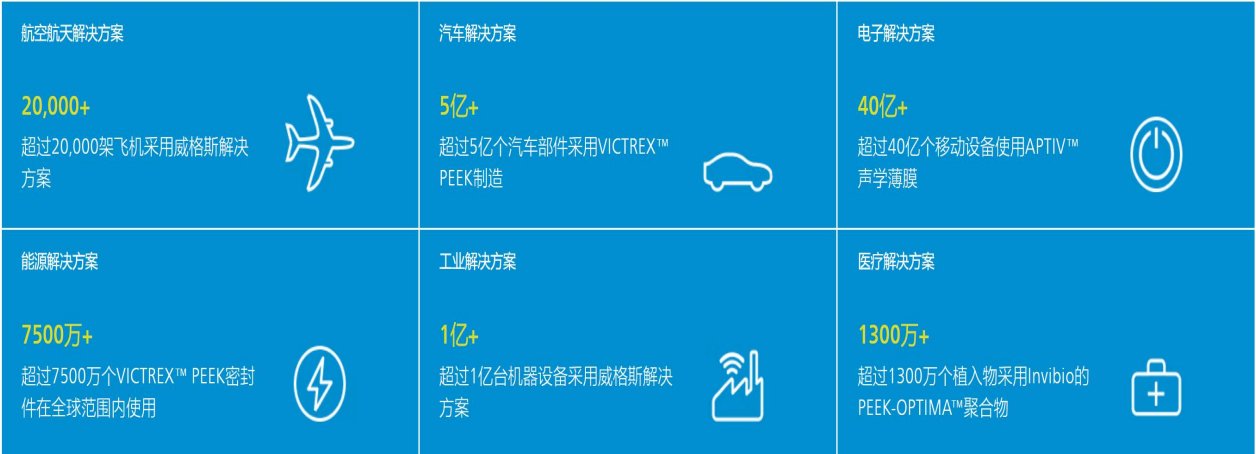 航空航天解决方案
20,000+
超过20,000架飞机采用威格斯解决
方案
汽车解决方案
5亿+
超过5亿个汽车部件采用VICTREX™
PEEK制造
电子解决方案
40亿+
超过40亿个移动设备使用APTIV™
声学薄膜
能源解决方案
7500万+
超过7500万个VICTREX™ PEEK密封
件在全球范围内使用
工业解决方案
1亿+
超过1亿台机器设备采用威格斯解决
方案
医疗解决方案
1300万+
超过1300万个植入物采用Invibio的
PEEK-OPTIMA™聚合物